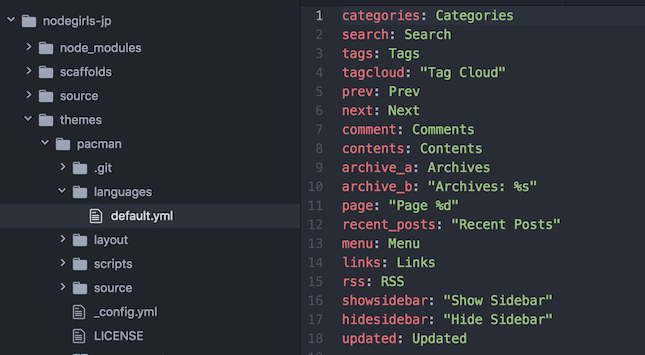 nodegirls-jp
node_modules
scaffolds
source
themes
pacman
.git
languages
default.yml
layout
scripts
source
_config.yml
LICENSE
1 categories: Categories
2 search: Search
3 tags: Tags
4 tagcloud: "Tag Cloud"
5 prev: Prev
6 next: Next
7 comment: Comments
8 contents: Contents
9 archive_a: Archives
10 archive_b: "Archives: %s"
11 page: "Page %d"
12 recent_posts: "Recent Posts"
13 menu: Menu
14 links: Links
15 rss: RSS
16 showsidebar: "Show Sidebar"
17 hidesidebar: "Hide Sidebar"
18 updated: Updated